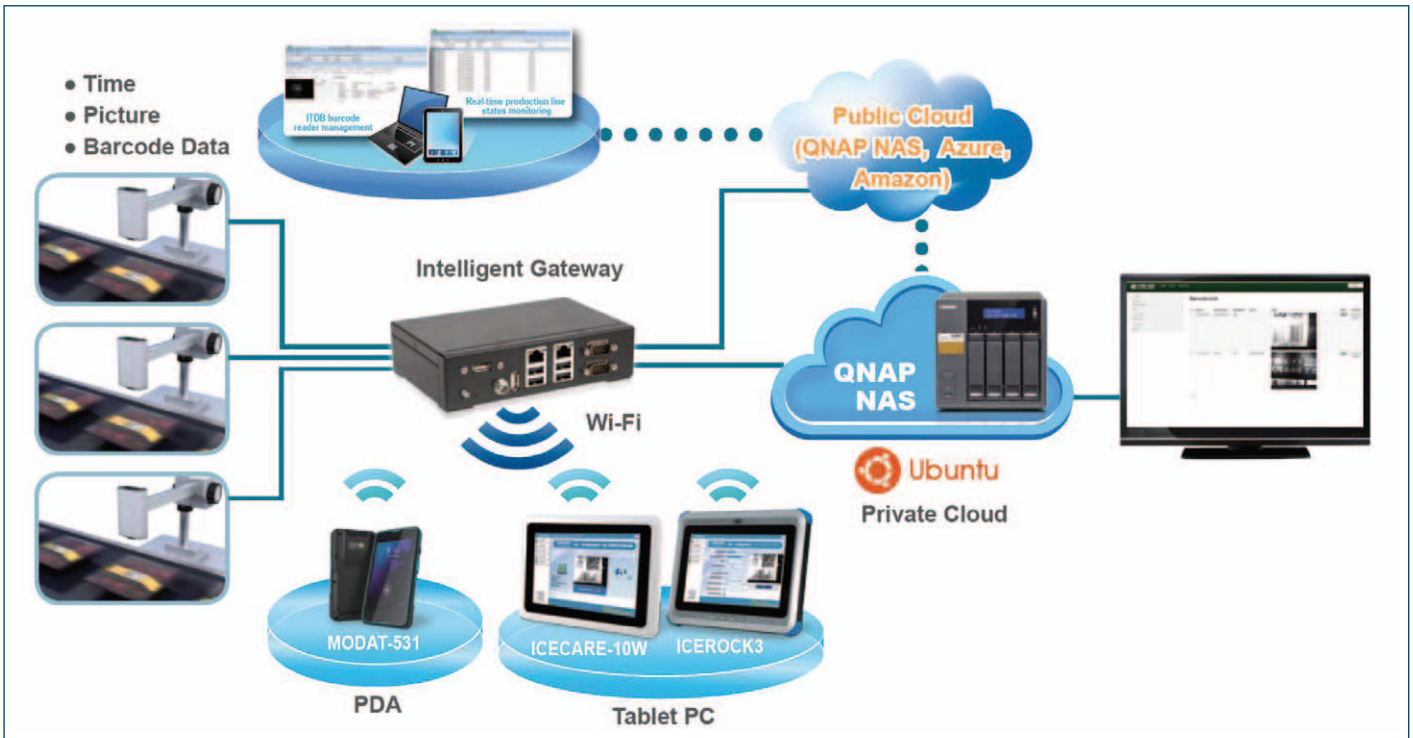 ● Time
● Picture
● Barcode Data
ITDB barcode
reader management
Real-time production line
states monitoring
Public Cloud
(QNAP NAS, Azure,
Amazon)
Intelligent Gateway
Wi-Fi
QNAP
NAS
Ubuntu
Private Cloud
MODAT-531
PDA
ICECARE-10W
ICEROCK3
Tablet PC